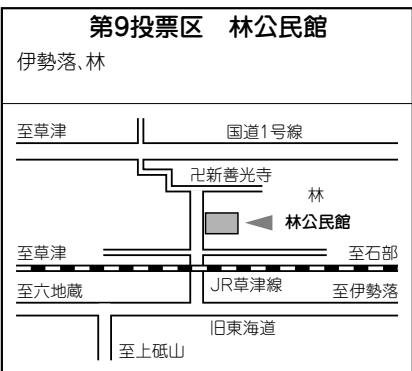 第9投票区　林公民館
伊勢落、林
至草津
国道1号線
卍新善光寺
林
林公民館
至草津
至石部
至六地蔵
JR草津線
至伊勢落
旧東海道
至上砥山